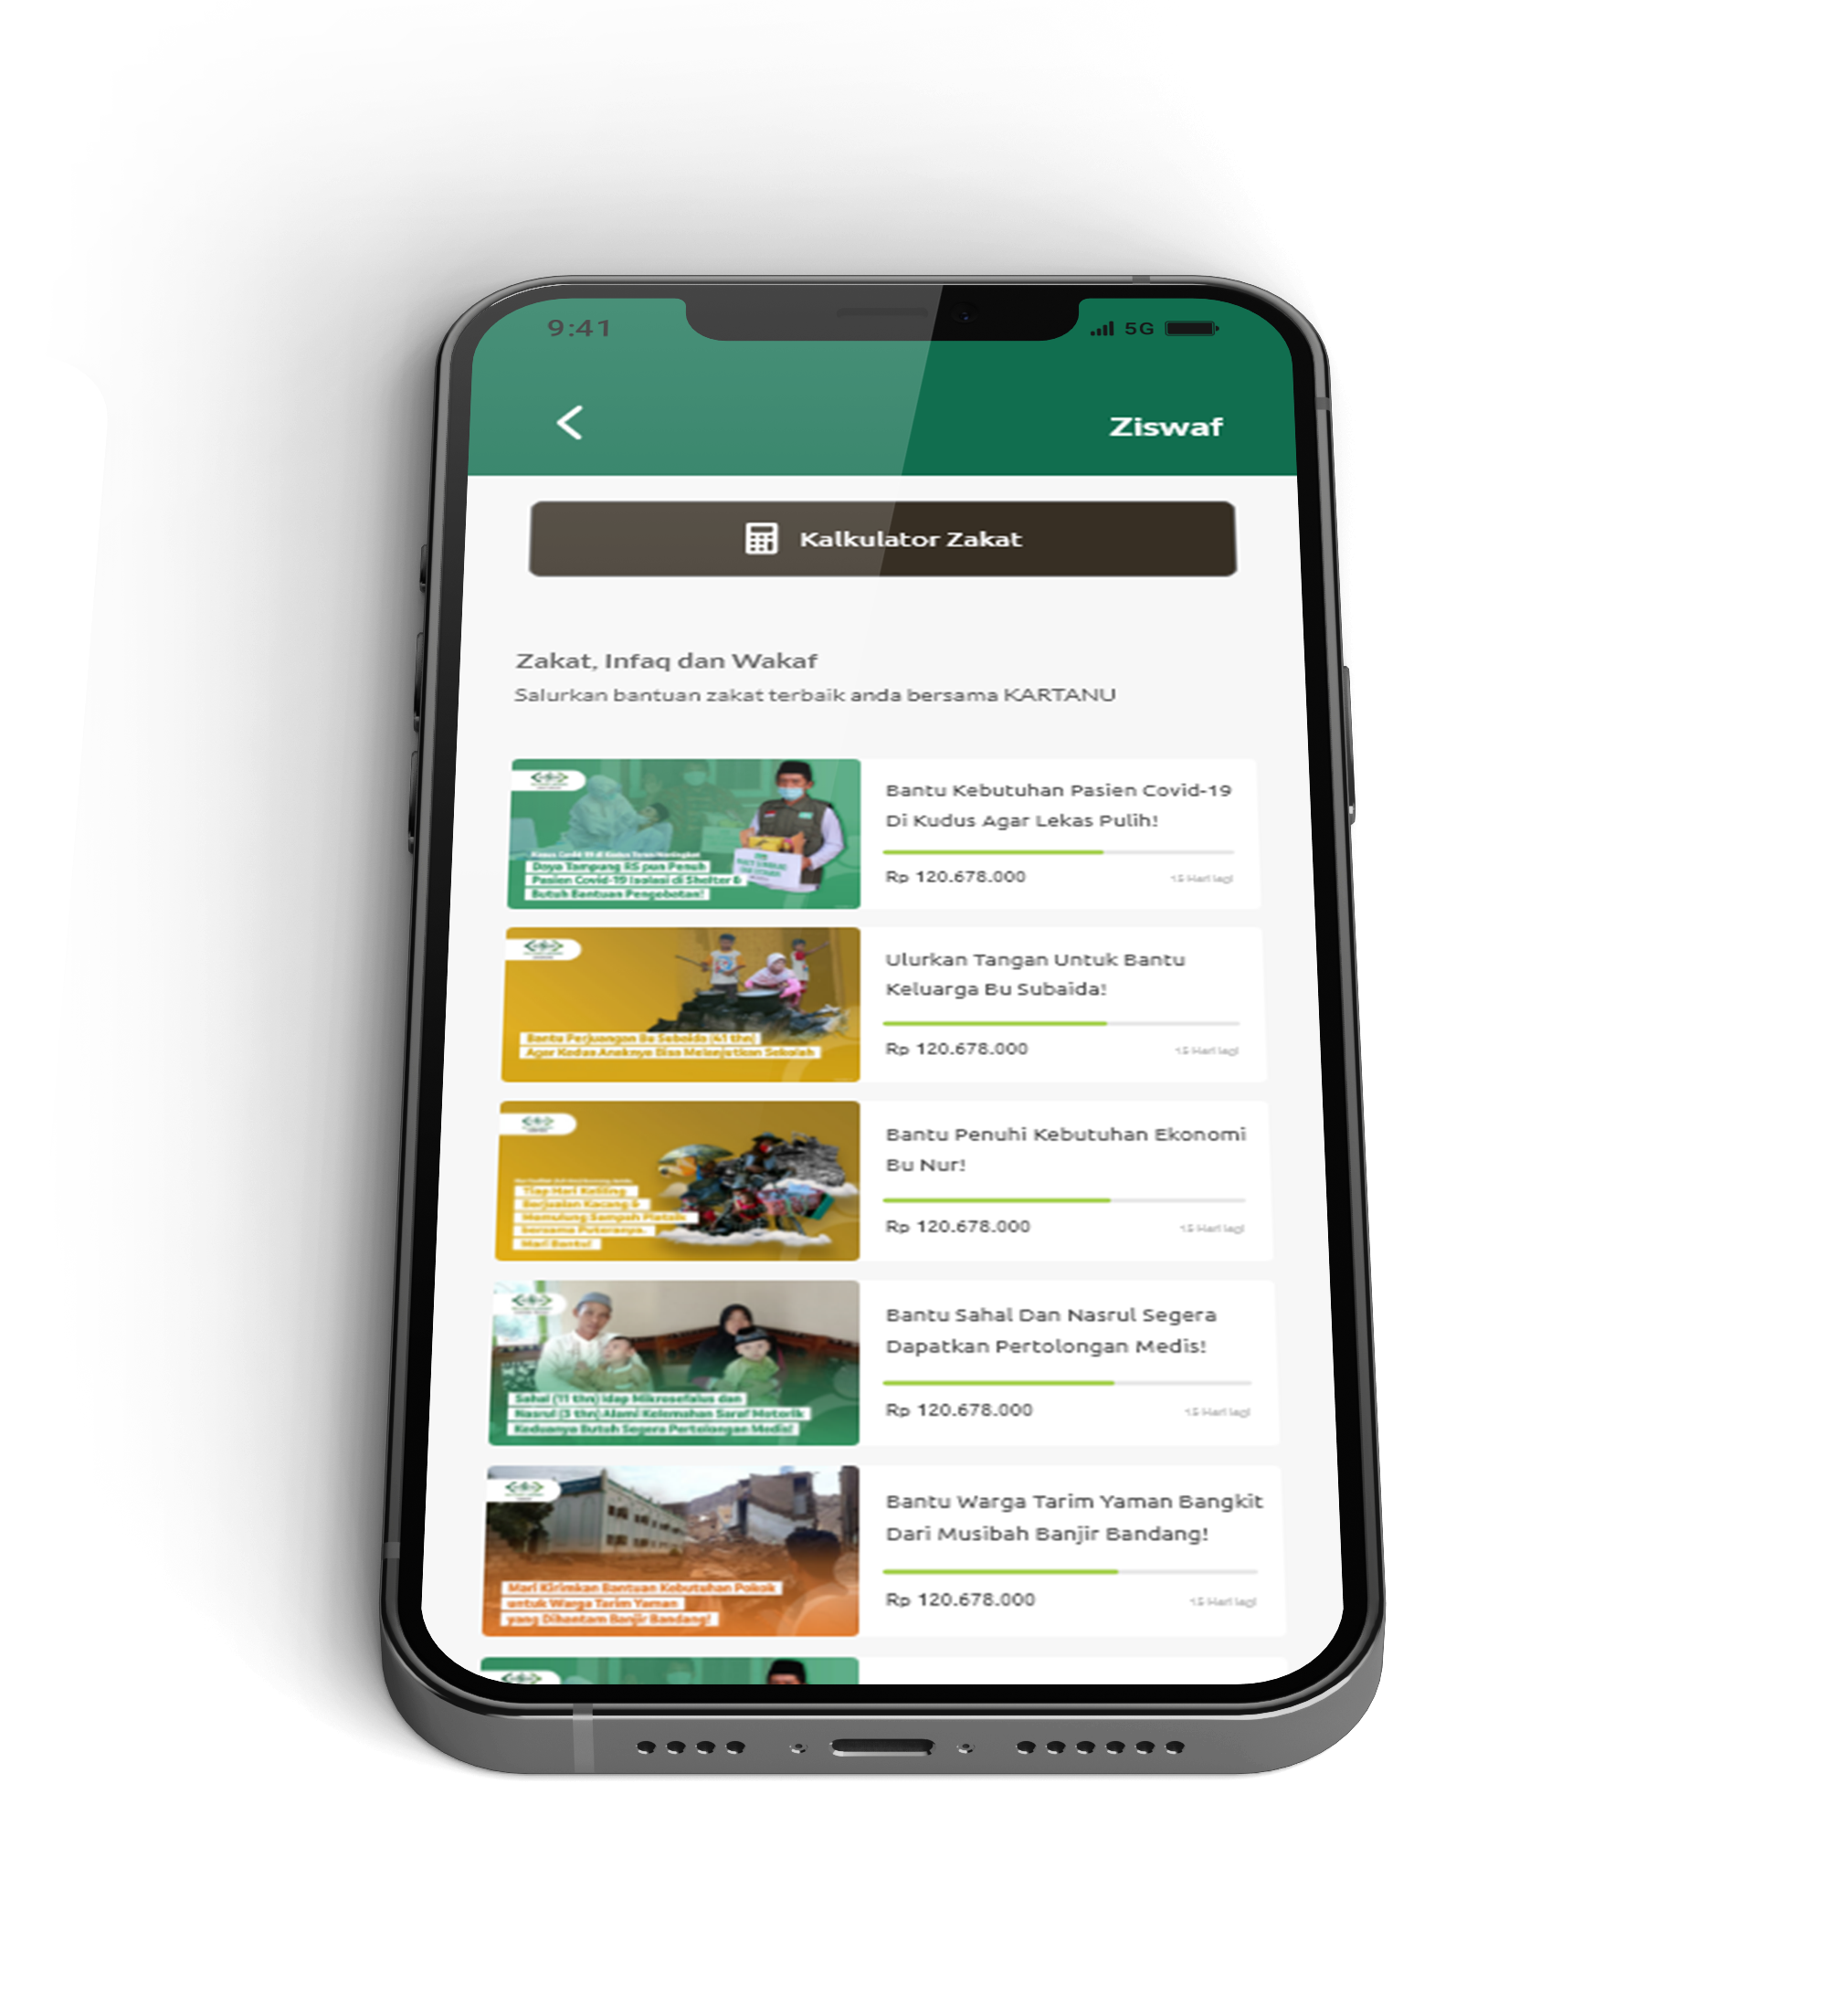 9:41
5G
Ziswaf
Kalkulator Zakat
Zakat, Infaq dan Wakaf
Salurkan bantuan zakat terbaik anda bersama KARTANU
Daya Tampung RS pun Penuh
Pasien Covid-19 Isolasi di Shelter &
Butuh Bantuan Pengobatan!
Bantu Kebutuhan Pasien Covid-19
Di Kudus Agar Lekas Pulih!
Rp 120.678.000
15 Hari lagi
Bantu Perjuangan Bu Subaida (41 thn)
Agar Kedua Anaknya Bisa Melanjutkan Sekolah
Ulurkan Tangan Untuk Bantu
Keluarga Bu Subaida!
Rp 120.678.000
15 Hari lagi
Tiap Hari Keliling
Berjualan Kacang &
Memulung Sampah Plastik
bersama Puteranya.
Mari Bantu!
Bantu Penuhi Kebutuhan Ekonomi
Bu Nur!
Rp 120.678.000
15 Hari lagi
Sahal (11 thn) Idap Mikrosefalus dan
Nasrul (3 thn) Alami Kelemahan Saraf Motorik
Keduanya Butuh Segera Pertolongan Medis!
Bantu Sahal Dan Nasrul Segera
Dapatkan Pertolongan Medis!
Rp 120.678.000
15 Hari lagi
Mari Kirimkan Bantuan Kebutuhan Pokok
untuk Warga Tarim Yaman
yang Dihantam Banjir Bandang!
Bantu Warga Tarim Yaman Bangkit
Dari Musibah Banjir Bandang!
Rp 120.678.000
15 Hari lagi